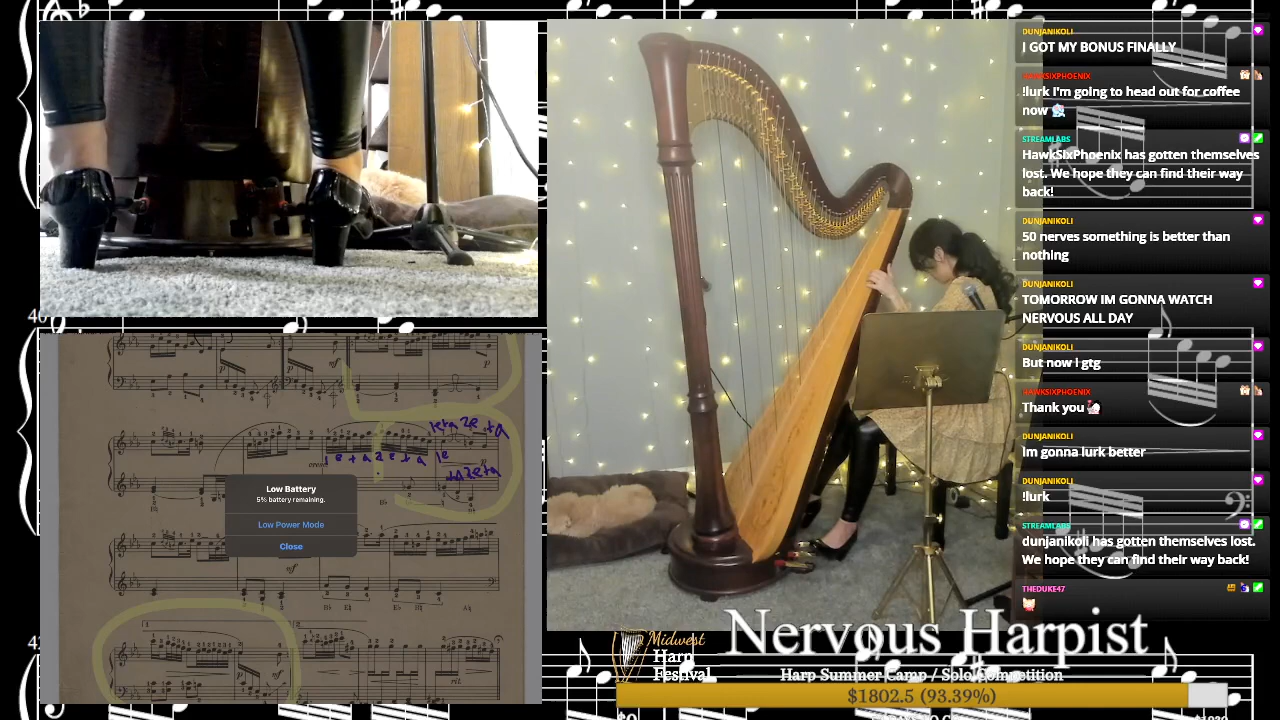 DUNJANIKOLI
I GOT MY BONUS FINALLY
HAWKSIXPHOENIX
!lurk I'm going to head out for coffee
now
STREAMLABS
HawkSixPhoenix has gotten themselves
lost. We hope they can find their way
back!
DUNJANIKOLI
50 nerves something is better than
nothing
DUNJANIKOLI
TOMORROW IM GONNA WATCH
NERVOUS ALL DAY
DUNJANIKOLI
But now I gtg
HAWKSIXPHOENIX
Thank you
DUNJANIKOLI
Im gonna lurk better
DUNJANIKOLI
!lurk
STREAMLABS
dunjanikoli has gotten themselves lost.
We hope they can find their way back!
THEDUKE47
Low Battery
5% battery remaining.
Low Power Mode
Close
cresc
mf
rit.
Nervous Harpist
Midwest
Harp
Festival
Harp Summer Camp / Solo Competition
$1802.5 (93.39%)